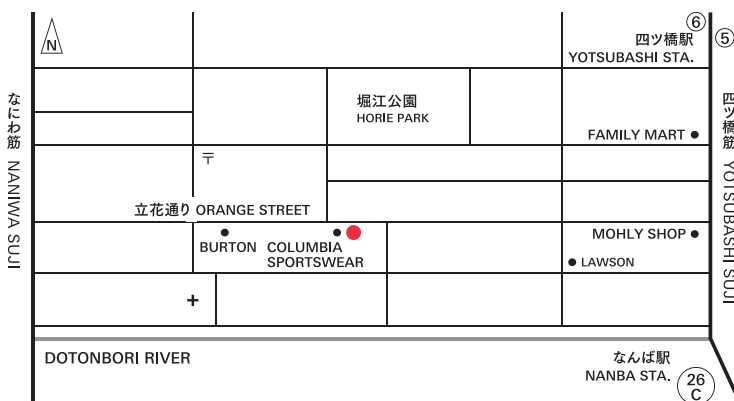 N
⑥
四ツ橋駅
YOTSUBASHI STA.
⑤
堀江公園
HORIE PARK
なにわ筋 NANIWA SUJI
四ツ橋筋 YOTSUBASHI SUJI
FAMILY MART
〒
立花通り ORANGE STREET
BURTON
COLUMBIA
SPORTSWEAR
MOHLY SHOP
LAWSON
DOTONBORI RIVER
なんば駅
NANBA STA.
26
C